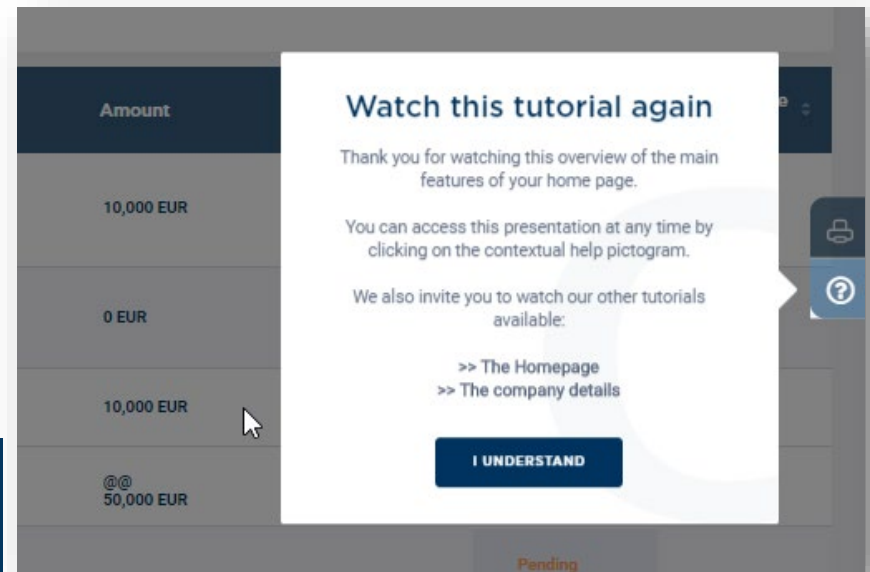 Amount
e
10,000 EUR
0 EUR
10,000 EUR
@@
50,000 EUR
Watch this tutorial again
Thank you for watching this overview of the main
features of your home page.
You can access this presentation at any time by
clicking on the contextual help pictogram.
We also invite you to watch our other tutorials
available:
>> The Homepage
>> The company details
I UNDERSTAND
?
Pending